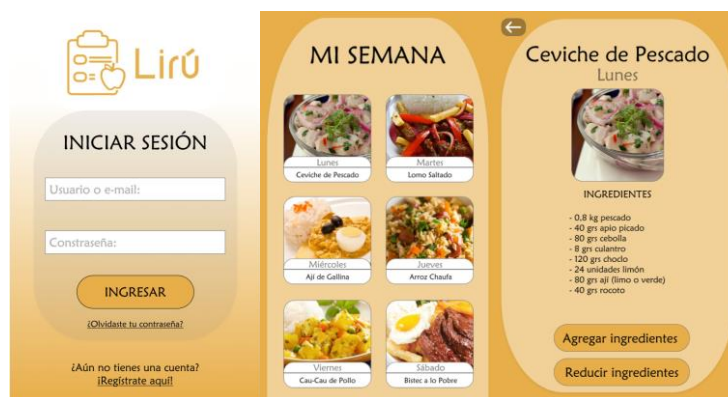 Lirú
INICIAR SESIÓN
Usuario o e-mail:
Constraseña:
INGRESAR
¿Olvidaste tu contraseña?
¿Aún no tienes una cuenta?
¡Regístrate aquí!
MI SEMANA
Lunes
Ceviche de Pescado
Martes
Lomo Saltado
Miércoles
Ají de Gallina
Jueves
Arroz Chaufa
Viernes
Cau-Cau de Pollo
Sábado
Bistec a lo Pobre
Ceviche de Pescado
Lunes
INGREDIENTES
- 0,8 kg pescado
- 40 grs apio picado
- 80 grs cebolla
- 8 grs culantro
- 120 grs choclo
- 24 unidades limón
- 80 grs ají (limo o verde)
- 40 grs rocoto
Agregar ingredientes
Reducir ingredientes